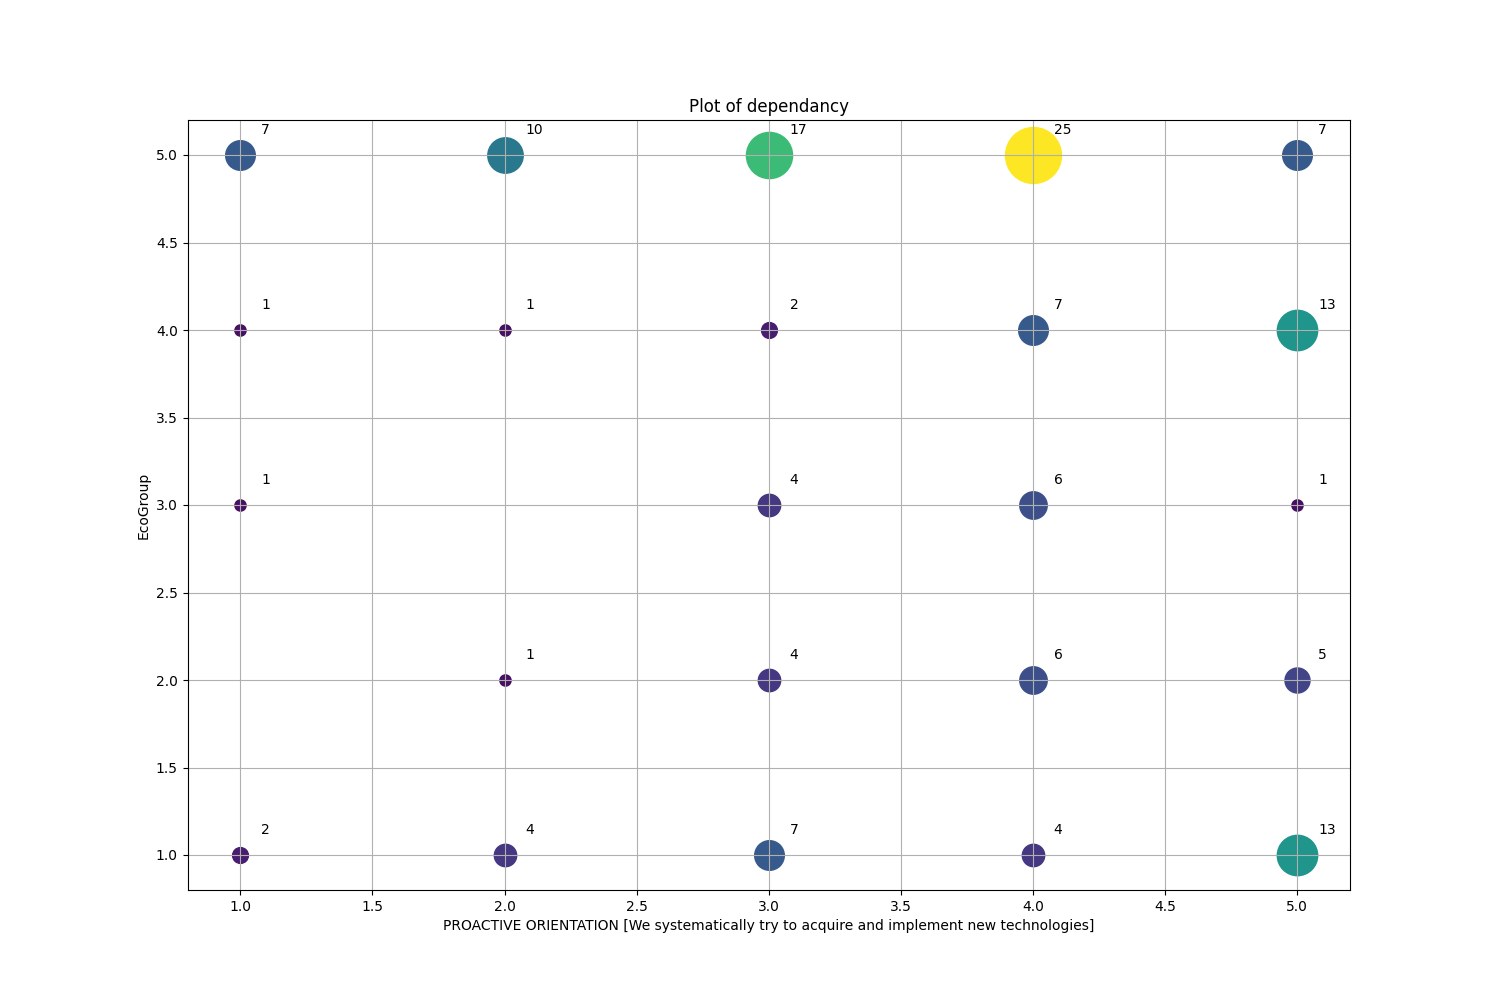 Plot of dependancy
7 10 17 25 7
5.0
4.5
1 1 2 7 13
4.0
3.5
1 4 6 1
3.0
EcoGroup
2.5
1 4 6 5
2.0
1.5
2 4 7 4 13
1.0
1.0 1.5 2.0 2.5 3.0 3.5 4.0 4.5 5.0
PROACTIVE ORIENTATION [We systematically try to acquire and implement new technologies]